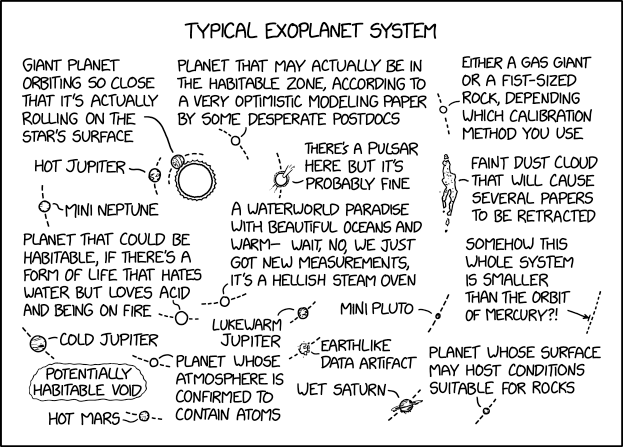 TYPICAL EXOPLANET SYSTEM
GIANT PLANET
ORBITING SO CLOSE
THAT IT'S ACTUALLY
ROLLING ON THE
STAR'S SURFACE
PLANET THAT MAY ACTUALLY BE IN
THE HABITABLE ZONE, ACCORDING TO
A VERY OPTIMISTIC MODELING PAPER
BY SOME DESPERATE POSTDOCS
EITHER A GAS GIANT
OR A FIST-SIZED
ROCK, DEPENDING
WHICH CALIBRATION
METHOD YOU USE
HOT JUPITER
THERE'S A PULSAR
HERE BUT IT'S
PROBABLY FINE
FAINT DUST CLOUD
THAT WILL CAUSE
SEVERAL PAPERS
TO BE RETRACTED
MINI NEPTUNE
A WATERWORLD PARADISE
WITH BEAUTIFUL OCEANS AND
WARM— WAIT, NO, WE JUST
GOT NEW MEASUREMENTS,
IT'S A HELLISH STEAM OVEN
PLANET THAT COULD BE
HABITABLE, IF THERE'S A
FORM OF LIFE THAT HATES
WATER BUT LOVES ACID
AND BEING ON FIRE
SOMEHOW THIS
WHOLE SYSTEM
IS SMALLER
THAN THE ORBIT
OF MERCURY?!
LUKEWARM
JUPITER
MINI PLUTO
COLD JUPITER
EARTHLIKE
DATA ARTIFACT
PLANET WHOSE SURFACE
MAY HOST CONDITIONS
SUITABLE FOR ROCKS
POTENTIALLY
HABITABLE VOID
PLANET WHOSE
ATMOSPHERE IS
CONFIRMED TO
CONTAIN ATOMS
WET SATURN
HOT MARS